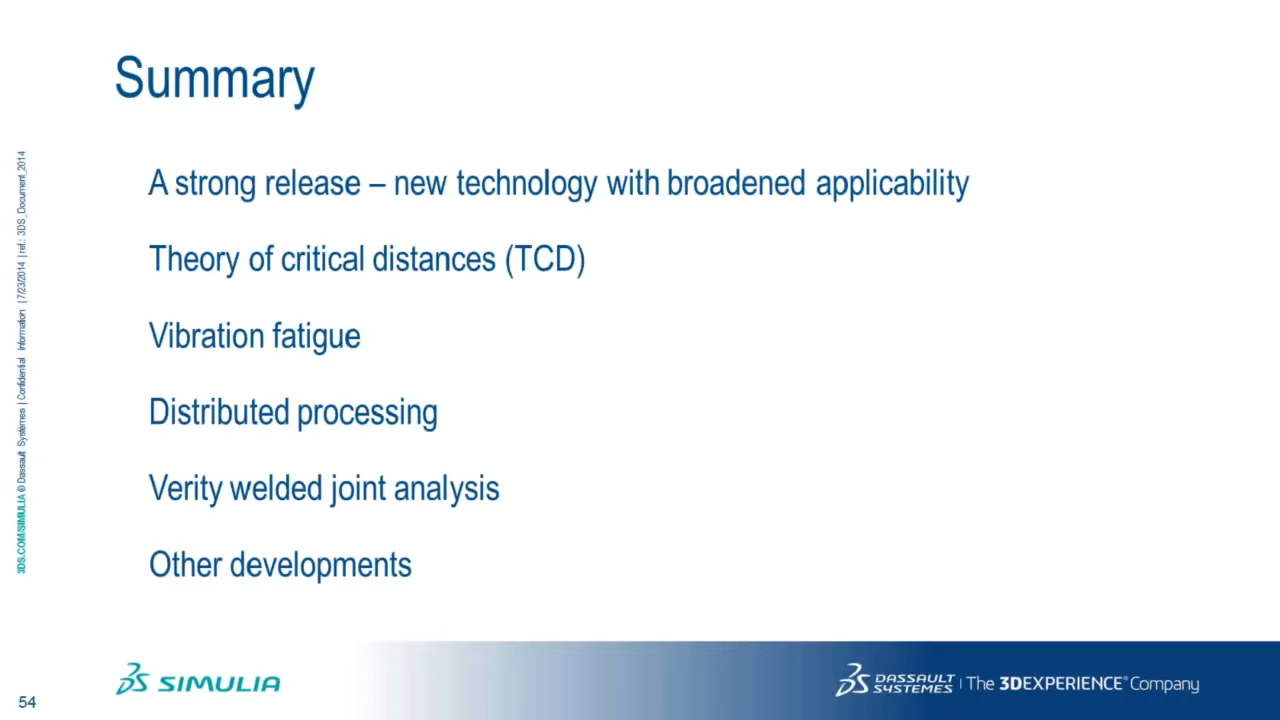 Summary
A strong release – new technology with broadened applicability
Theory of critical distances (TCD)
Vibration fatigue
Distributed processing
Verity welded joint analysis
Other developments
3DS.COM/SIMULIA © Dassault Systèmes | Confidential Information | 7/23/2014 | ref.: 3DS_Document_2014
54
SIMULIA
DASSAULT SYSTEMES | The 3DEXPERIENCE® Company